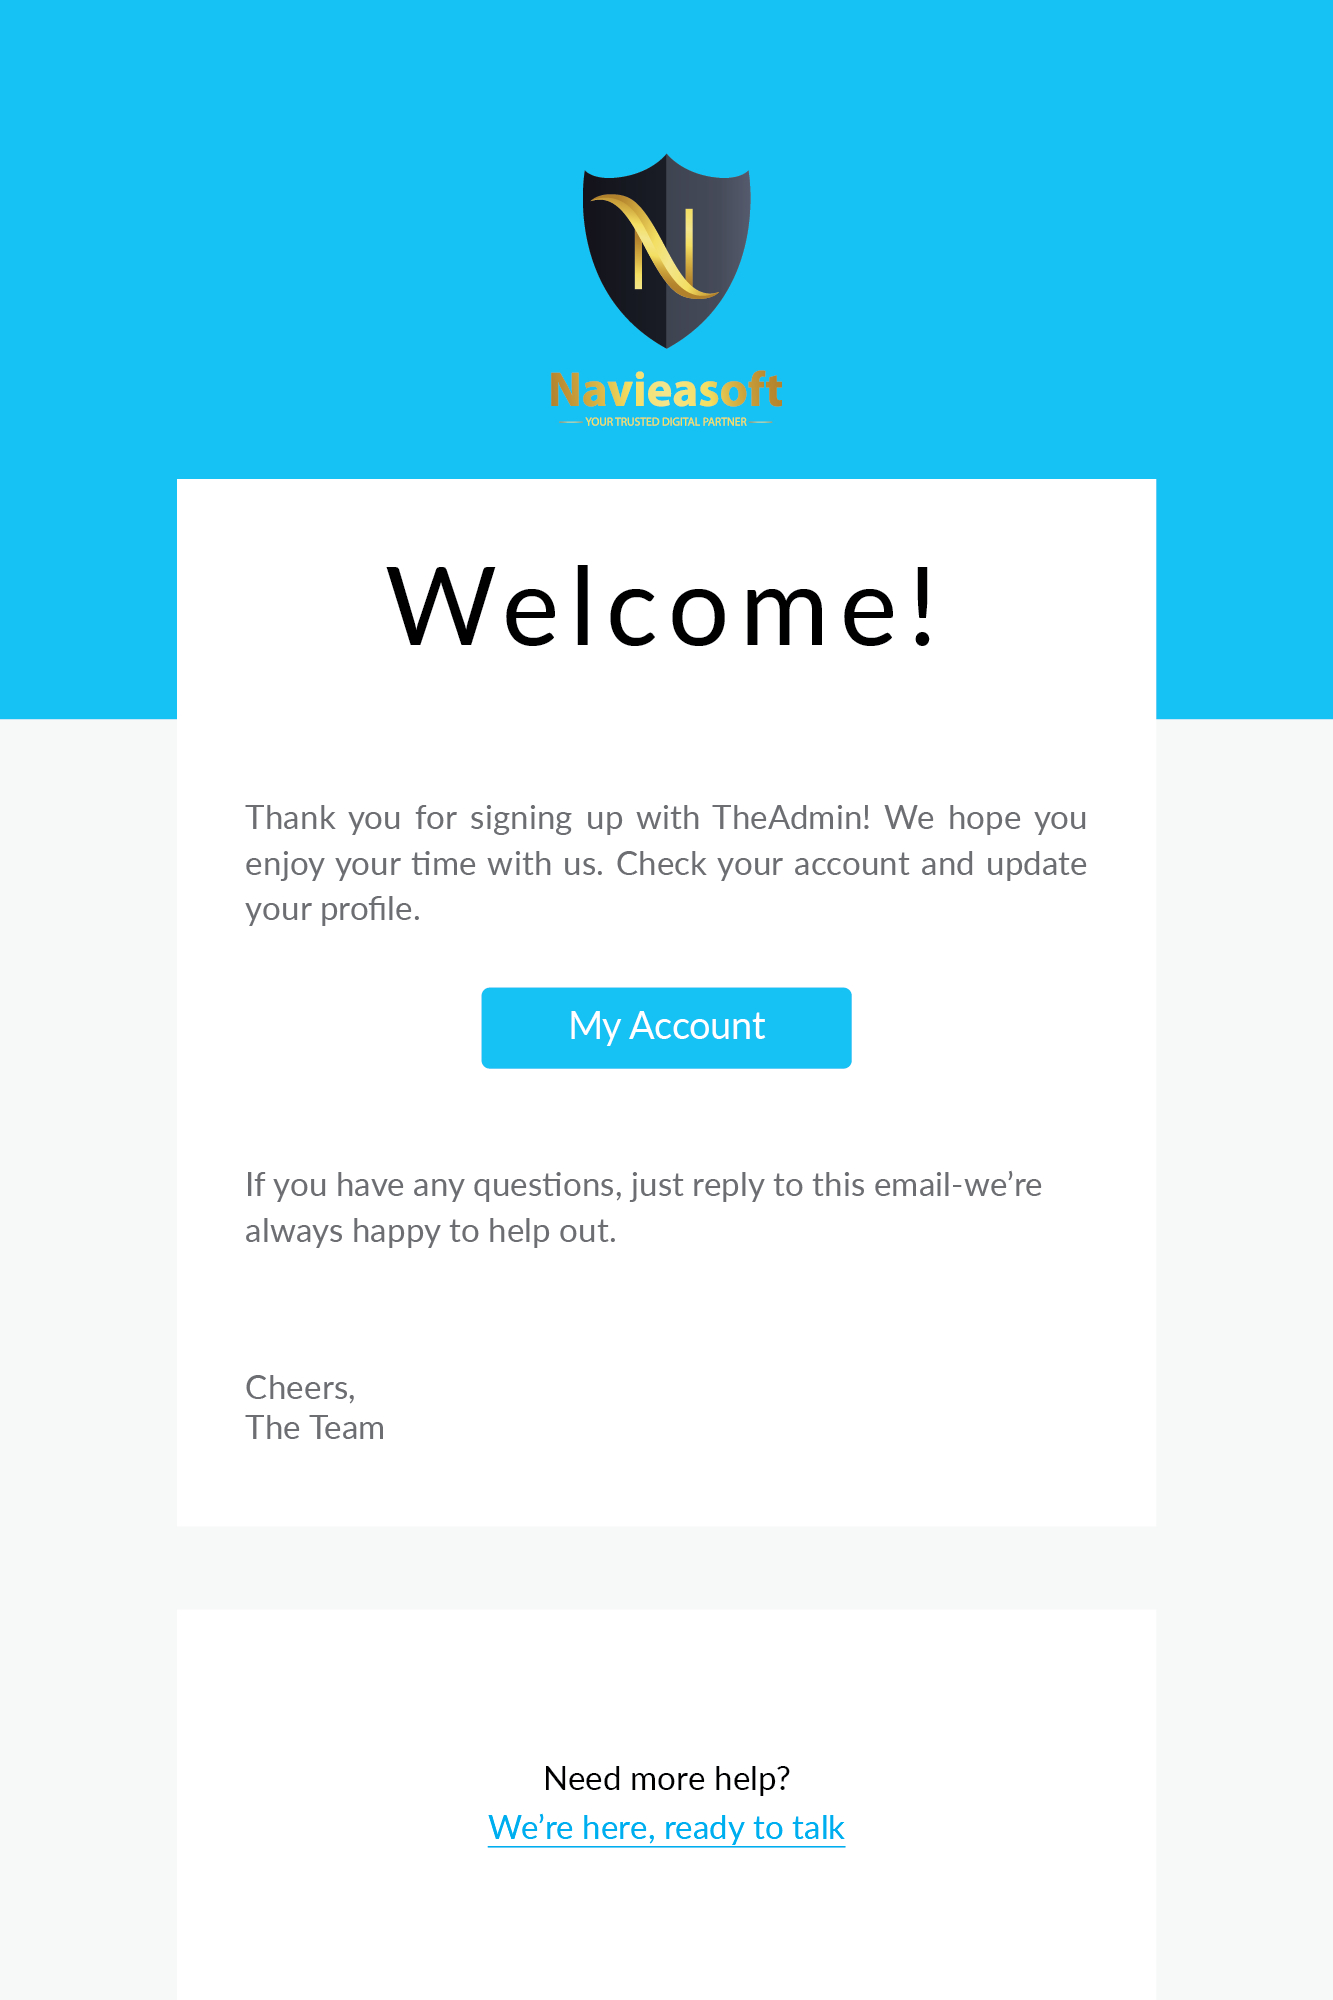 N
Navieasoft
YOUR TRUSTED DIGITAL PARTNER
Welcome!
Thank you for signing up with TheAdmin! We hope you
enjoy your time with us. Check your account and update
your profile.
My Account
If you have any questions, just reply to this email-we’re
always happy to help out.
Cheers,
The Team
Need more help?
We’re here, ready to talk